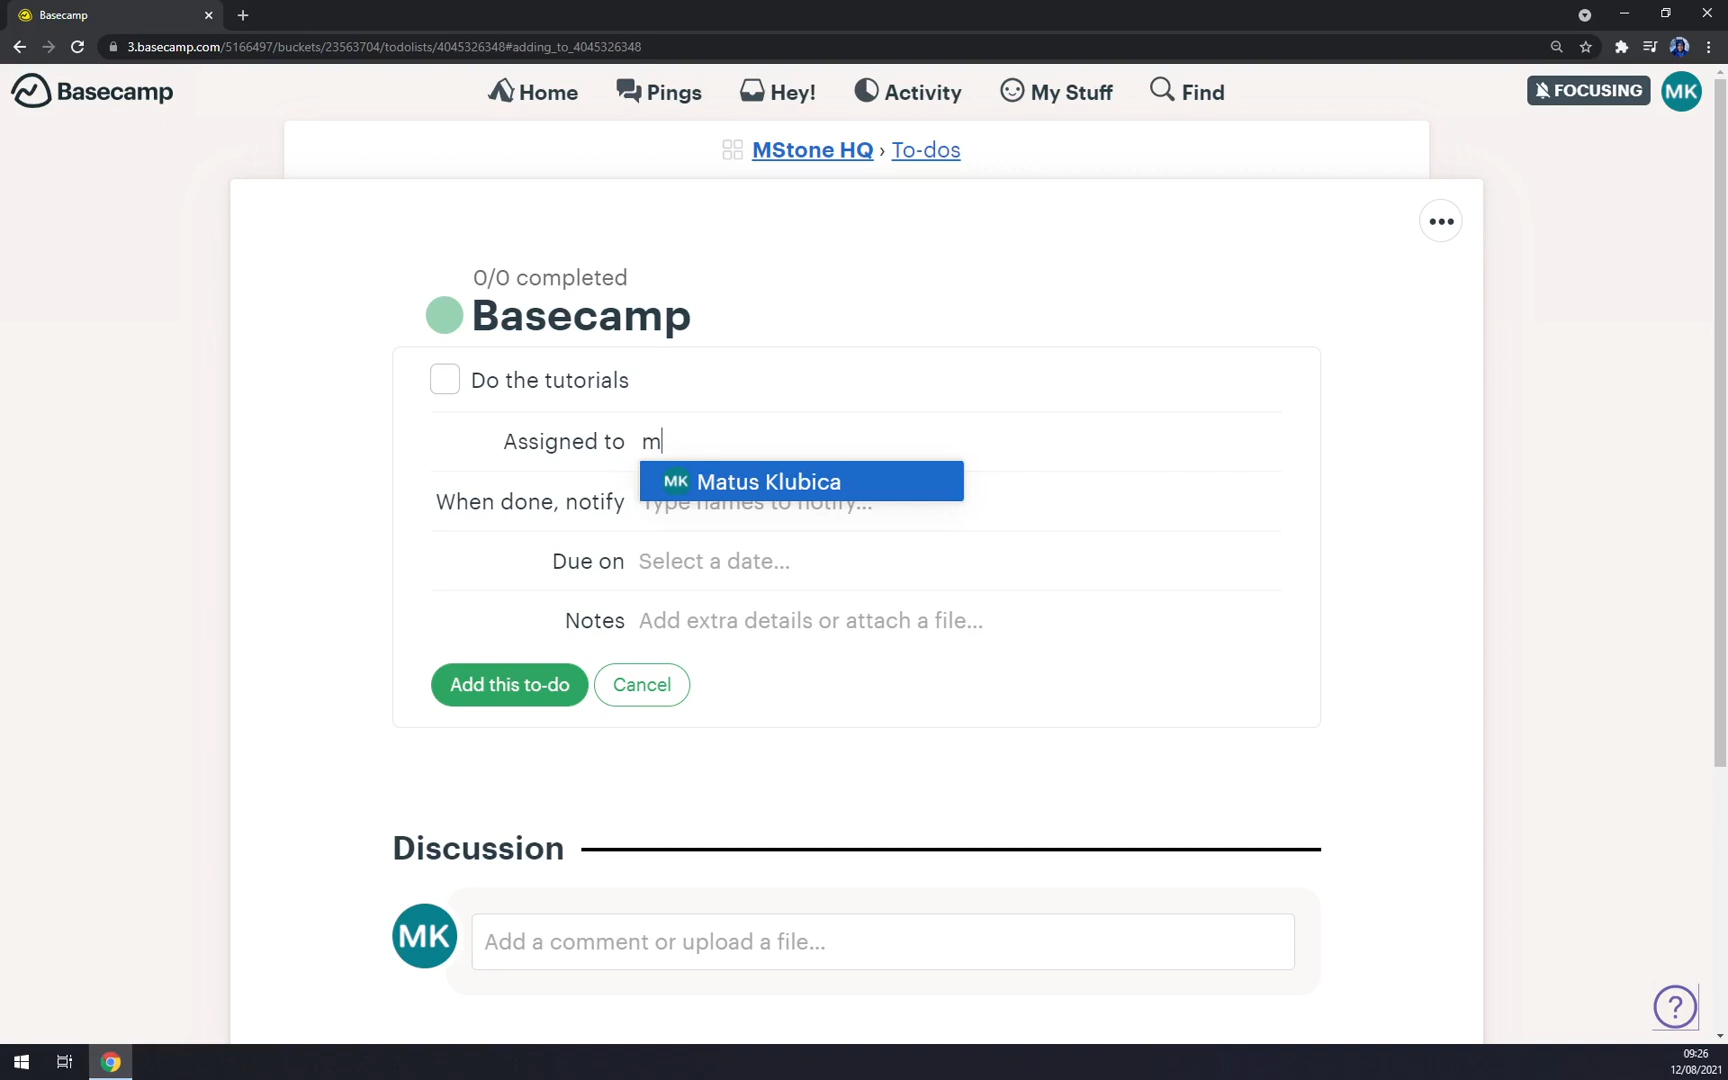 Basecamp
3.basecamp.com/5166497/buckets/23563704/todolists/4045326348#adding_to_4045326348
Basecamp
Home
Pings
Hey!
Activity
My Stuff
Find
FOCUSING
MK
MStone HQ › To-dos
0/0 completed
Basecamp
Do the tutorials
Assigned to m
MK Matus Klubica
When done, notify Type names to notify...
Due on Select a date...
Notes Add extra details or attach a file...
Add this to-do
Cancel
Discussion
MK
Add a comment or upload a file...
?
09:26
12/08/2021